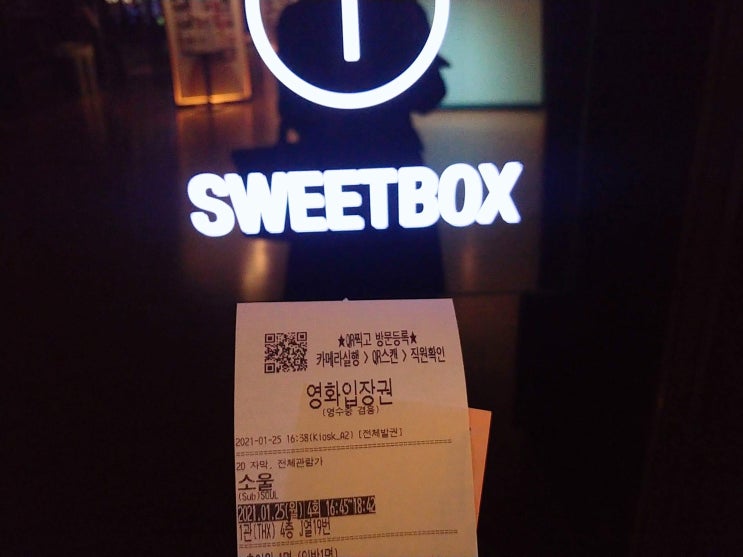 1
SWEETBOX
★QR찍고 방문등록★
카메라실행 > QR스캔 > 직원확인
영화입장권
(영수증 겸용)
2021-01-25 16:38(Kiosk_A2) [전체발권]
2D 자막, 전체관람가
소울
(Sub)SOUL
2021.01.25(월) 4회 16:45~18:42
1관(THX) 4층 J열19번